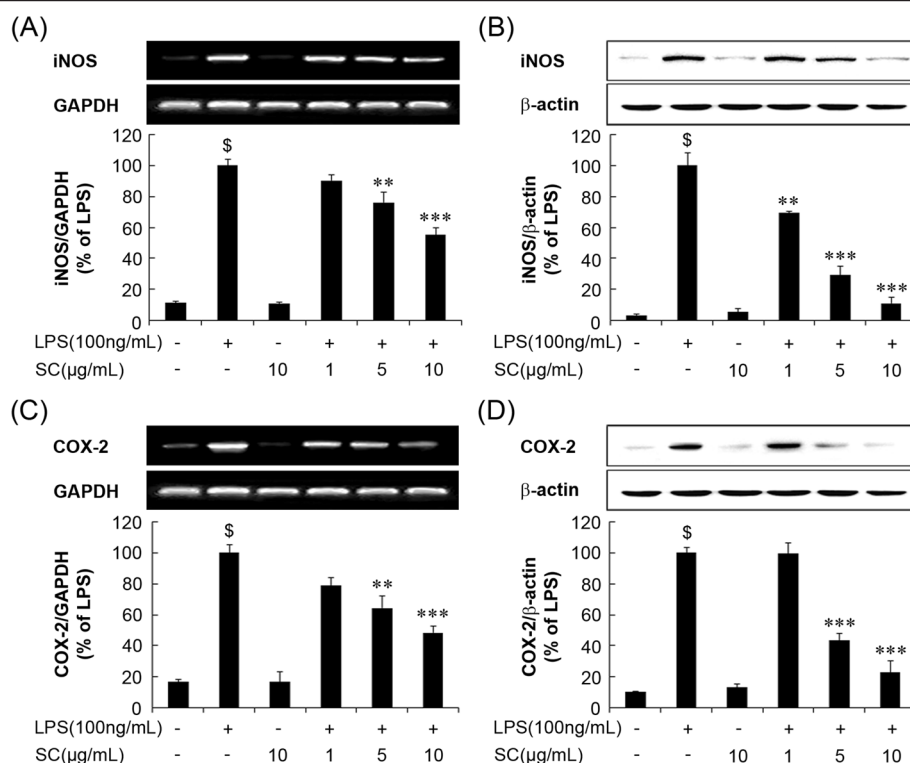 (A)
iNOS
GAPDH
120
100
80
60
40
20
0
iNOS/GAPDH
(% of LPS)
$
**
***
LPS(100ng/mL) - + - + + +
SC(µg/mL) - - 10 1 5 10
(B)
iNOS
β-actin
120
100
80
60
40
20
0
iNOS/β-actin
(% of LPS)
$
**
***
***
LPS(100ng/mL) - + - + + +
SC(µg/mL) - - 10 1 5 10
(C)
COX-2
GAPDH
120
100
80
60
40
20
0
COX-2/GAPDH
(% of LPS)
$
**
***
LPS(100ng/mL) - + - + + +
SC(µg/mL) - - 10 1 5 10
(D)
COX-2
β-actin
120
100
80
60
40
20
0
COX-2/β-actin
(% of LPS)
$
***
***
LPS(100ng/mL) - + - + + +
SC(µg/mL) - - 10 1 5 10